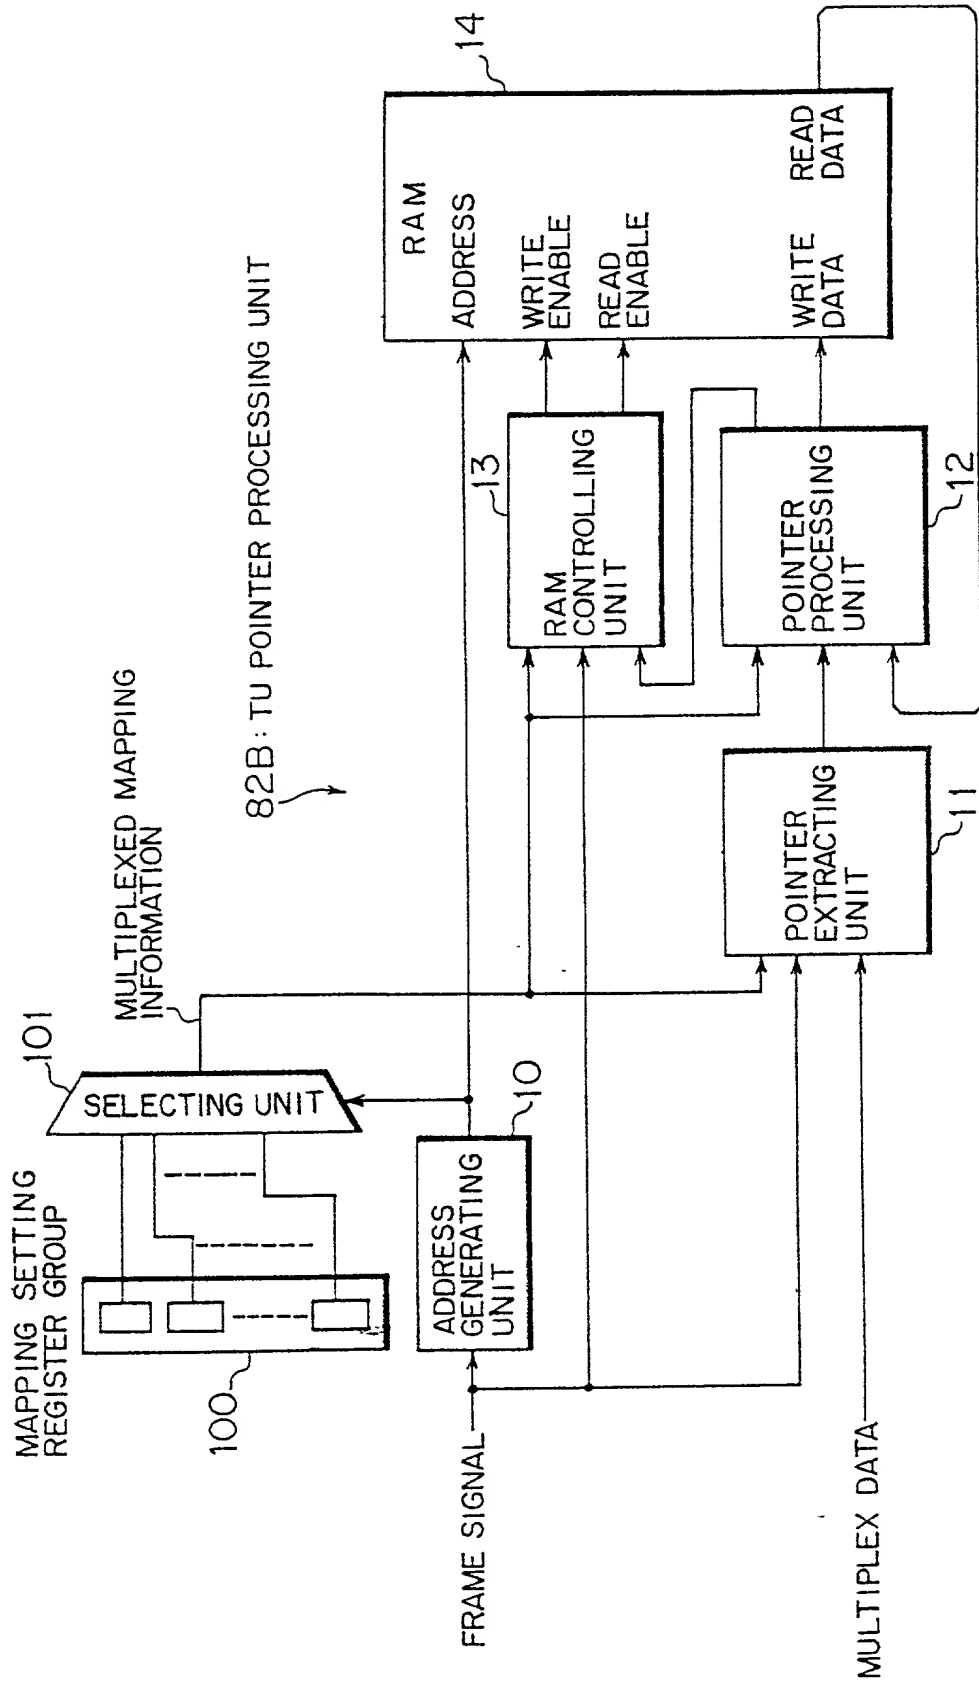 82B: TU POINTER PROCESSING UNIT
MAPPING SETTING
REGISTER GROUP
100
101
SELECTING UNIT
MULTIPLEXED MAPPING
INFORMATION
FRAME SIGNAL
ADDRESS
GENERATING
UNIT
10
13
RAM
CONTROLLING
UNIT
RAM
14
ADDRESS
WRITE
ENABLE
READ
ENABLE
WRITE
DATA
READ
DATA
MULTIPLEX DATA
POINTER
EXTRACTING
UNIT
11
POINTER
PROCESSING
UNIT
12